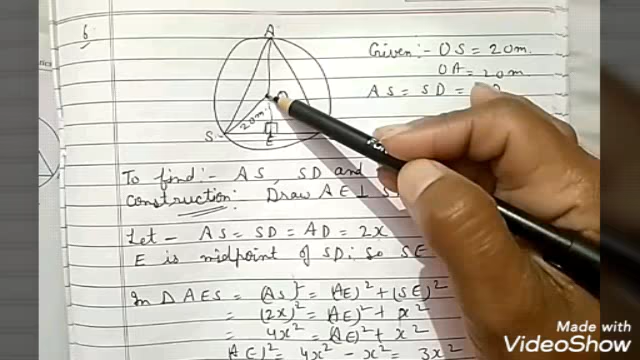 6
A
Given :- OS = 20m.
OA = 20m
AS = SD =
20m.
S
E
To find :- AS, SD and
construction:- Draw AE⊥ S
Let - AS = SD = AD = 2x
E is midpoint of SD; So SE
In ΔAES = (AS)² = (AE)² + (SE)²
= (2x)² = (AE)² + x²
= 4x² = (AE)² + x²
(AE)² = 4x² - x² = 3x²
Made with
VideoShow